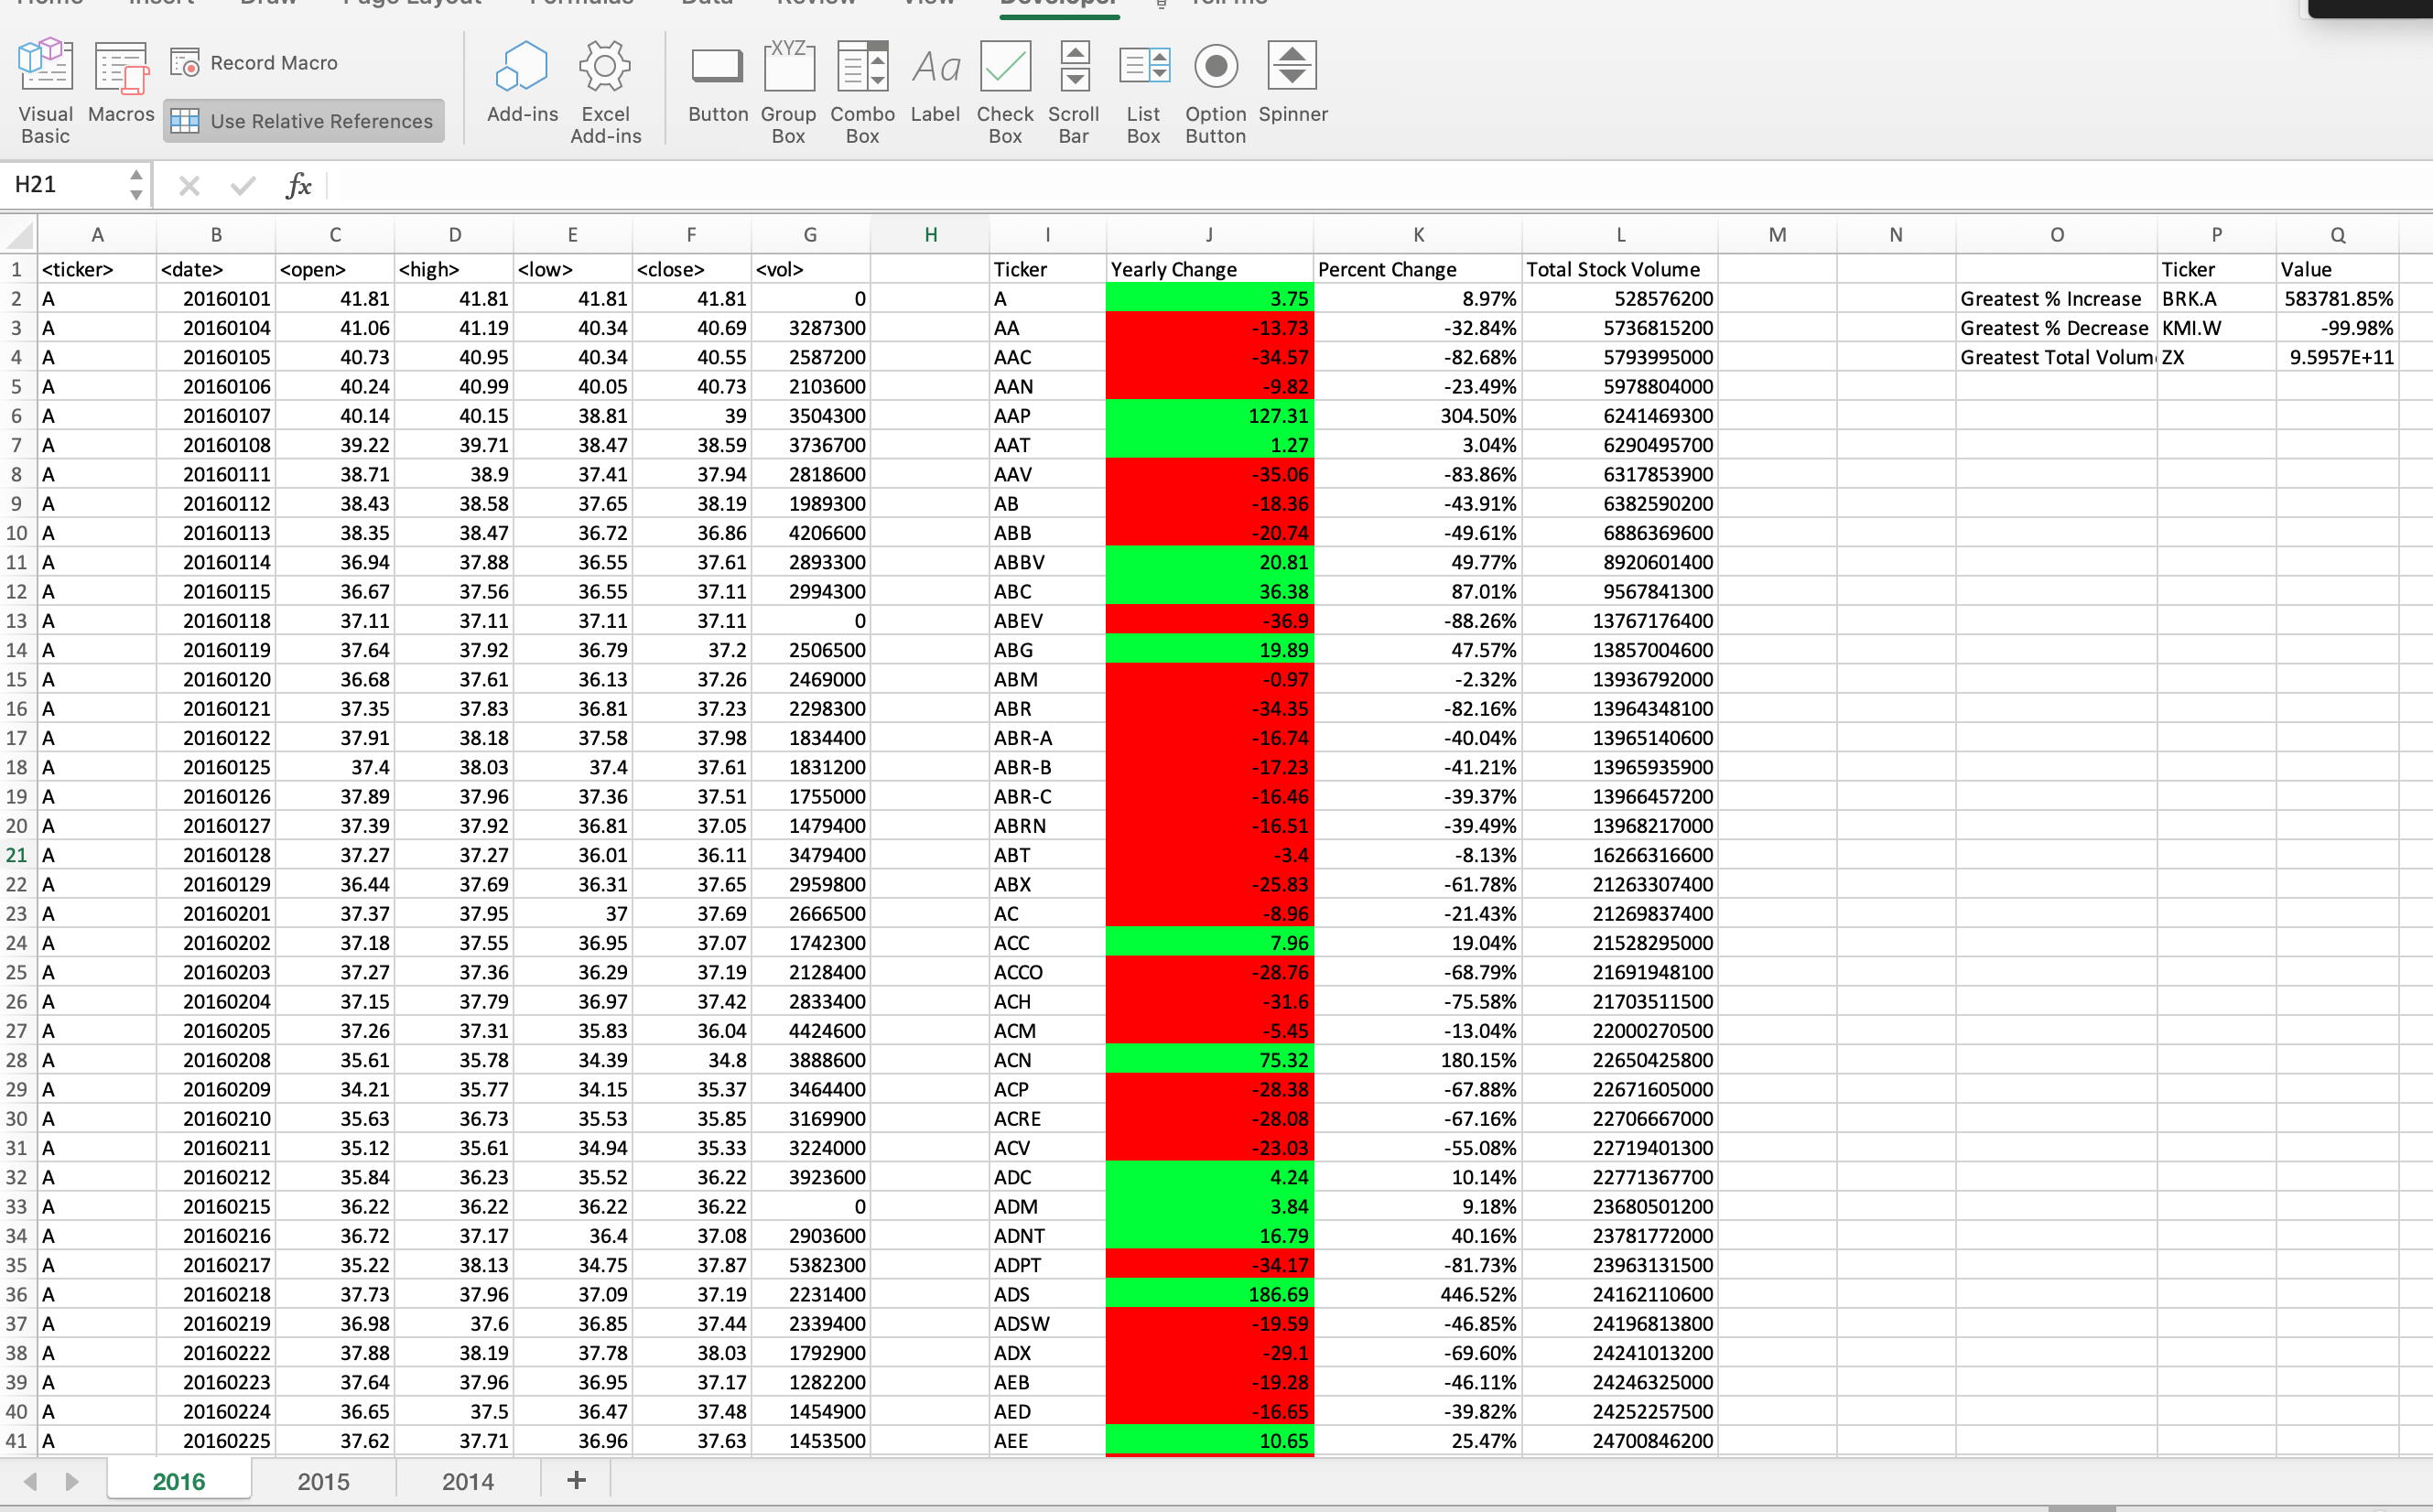 Home Insert Draw Page Layout Formulas Data Review View Developer Tell me
Record Macro
Visual Basic Macros Use Relative References Add-ins Excel Add-ins Button Group Box Combo Box Label Check Box Scroll Bar List Box Option Button Spinner
H21 fx
A B C D E F G H I J K L M N O P Q
1 <ticker> <date> <open> <high> <low> <close> <vol> Ticker Yearly Change Percent Change Total Stock Volume Ticker Value
2 A 20160101 41.81 41.81 41.81 41.81 0 A 3.75 8.97% 528576200 Greatest % Increase BRK.A 583781.85%
3 A 20160104 41.06 41.19 40.34 40.69 3287300 AA -13.73 -32.84% 5736815200 Greatest % Decrease KMI.W -99.98%
4 A 20160105 40.73 40.95 40.34 40.55 2587200 AAC -34.57 -82.68% 5793995000 Greatest Total Volum ZX 9.5957E+11
5 A 20160106 40.24 40.99 40.05 40.73 2103600 AAN -9.82 -23.49% 5978804000
6 A 20160107 40.14 40.15 38.81 39 3504300 AAP 127.31 304.50% 6241469300
7 A 20160108 39.22 39.71 38.47 38.59 3736700 AAT 1.27 3.04% 6290495700
8 A 20160111 38.71 38.9 37.41 37.94 2818600 AAV -35.06 -83.86% 6317853900
9 A 20160112 38.43 38.58 37.65 38.19 1989300 AB -18.36 -43.91% 6382590200
10 A 20160113 38.35 38.47 36.72 36.86 4206600 ABB -20.74 -49.61% 6886369600
11 A 20160114 36.94 37.88 36.55 37.61 2893300 ABBV 20.81 49.77% 8920601400
12 A 20160115 36.67 37.56 36.55 37.11 2994300 ABC 36.38 87.01% 9567841300
13 A 20160118 37.11 37.11 37.11 37.11 0 ABEV -36.9 -88.26% 13767176400
14 A 20160119 37.64 37.92 36.79 37.2 2506500 ABG 19.89 47.57% 13857004600
15 A 20160120 36.68 37.61 36.13 37.26 2469000 ABM -0.97 -2.32% 13936792000
16 A 20160121 37.35 37.83 36.81 37.23 2298300 ABR -34.35 -82.16% 13964348100
17 A 20160122 37.91 38.18 37.58 37.98 1834400 ABR-A -16.74 -40.04% 13965140600
18 A 20160125 37.4 38.03 37.4 37.61 1831200 ABR-B -17.23 -41.21% 13965935900
19 A 20160126 37.89 37.96 37.36 37.51 1755000 ABR-C -16.46 -39.37% 13966457200
20 A 20160127 37.39 37.92 36.81 37.05 1479400 ABRN -16.51 -39.49% 13968217000
21 A 20160128 37.27 37.27 36.01 36.11 3479400 ABT -3.4 -8.13% 16266316600
22 A 20160129 36.44 37.69 36.31 37.65 2959800 ABX -25.83 -61.78% 21263307400
23 A 20160201 37.37 37.95 37 37.69 2666500 AC -8.96 -21.43% 21269837400
24 A 20160202 37.18 37.55 36.95 37.07 1742300 ACC 7.96 19.04% 21528295000
25 A 20160203 37.27 37.36 36.29 37.19 2128400 ACCO -28.76 -68.79% 21691948100
26 A 20160204 37.15 37.79 36.97 37.42 2833400 ACH -31.6 -75.58% 21703511500
27 A 20160205 37.26 37.31 35.83 36.04 4424600 ACM -5.45 -13.04% 22000270500
28 A 20160208 35.61 35.78 34.39 34.8 3888600 ACN 75.32 180.15% 22650425800
29 A 20160209 34.21 35.77 34.15 35.37 3464400 ACP -28.38 -67.88% 22671605000
30 A 20160210 35.63 36.73 35.53 35.85 3169900 ACRE -28.08 -67.16% 22706667000
31 A 20160211 35.12 35.61 34.94 35.33 3224000 ACV -23.03 -55.08% 22719401300
32 A 20160212 35.84 36.23 35.52 36.22 3923600 ADC 4.24 10.14% 22771367700
33 A 20160215 36.22 36.22 36.22 36.22 0 ADM 3.84 9.18% 23680501200
34 A 20160216 36.72 37.17 36.4 37.08 2903600 ADNT 16.79 40.16% 23781772000
35 A 20160217 35.22 38.13 34.75 37.87 5382300 ADPT -34.17 -81.73% 23963131500
36 A 20160218 37.73 37.96 37.09 37.19 2231400 ADS 186.69 446.52% 24162110600
37 A 20160219 36.98 37.6 36.85 37.44 2339400 ADSW -19.59 -46.85% 24196813800
38 A 20160222 37.88 38.19 37.78 38.03 1792900 ADX -29.1 -69.60% 24241013200
39 A 20160223 37.64 37.96 36.95 37.17 1282200 AEB -19.28 -46.11% 24246325000
40 A 20160224 36.65 37.5 36.47 37.48 1454900 AED -16.65 -39.82% 24252257500
41 A 20160225 37.62 37.71 36.96 37.63 1453500 AEE 10.65 25.47% 24700846200
2016 2015 2014 +